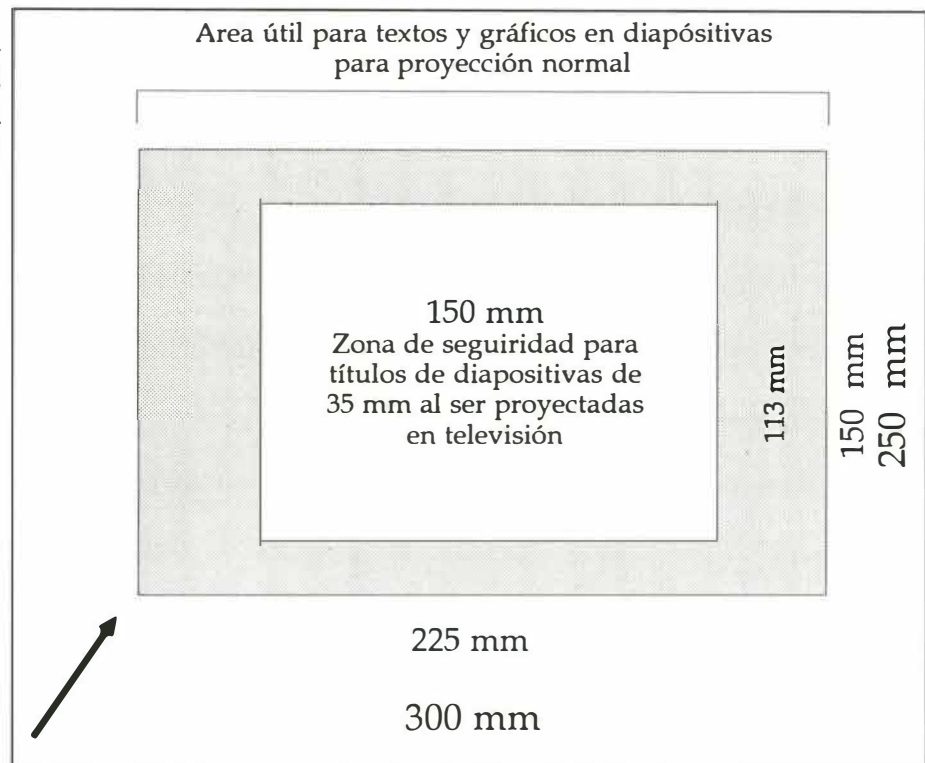 Area útil para textos y gráficos en diapósitivas
para proyección normal
150 mm
Zona de seguiridad para
títulos de diapositivas de
35 mm al ser proyectadas
en televisión
113 mm
150 mm
250 mm
225 mm
300 mm